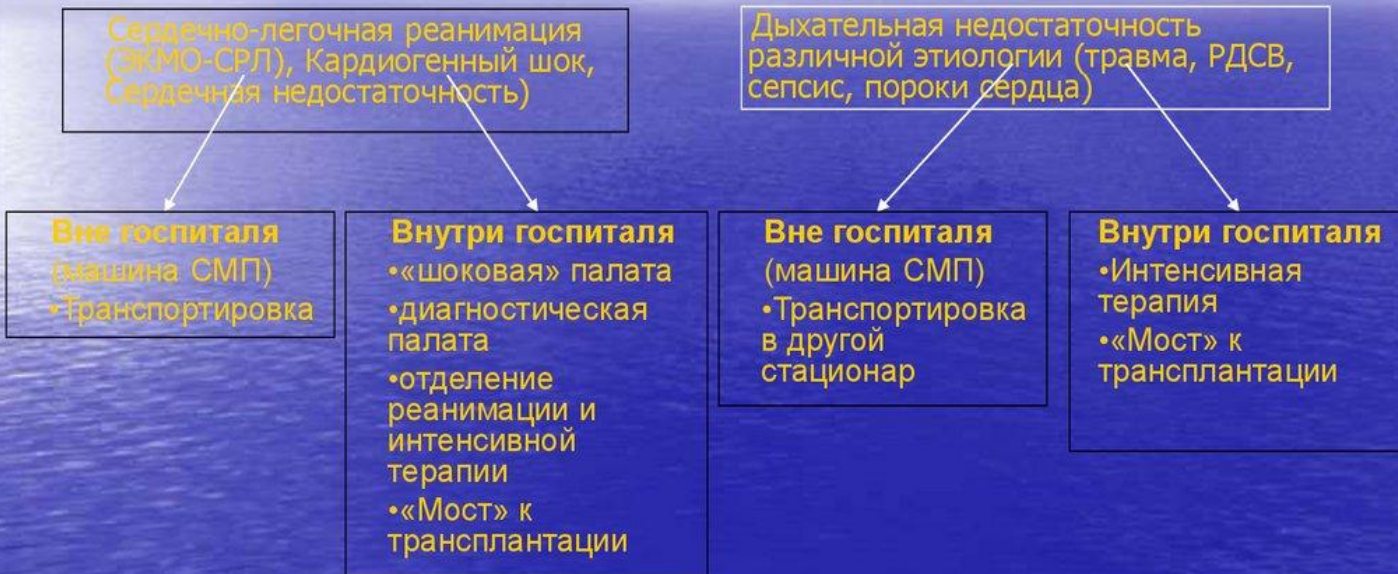 Сердечно-легочная реанимация
(ЭКМО-СРЛ), Кардиогенный шок,
Сердечная недостаточность)
Дыхательная недостаточность
различной этиологии (травма, РДСВ,
сепсис, пороки сердца)
Вне госпиталя
(машина СМП)
•Транспортировка
Внутри госпиталя
•«шоковая» палата
•диагностическая
палата
•отделение
реанимации и
интенсивной
терапии
•«Мост» к
трансплантации
Вне госпиталя
(машина СМП)
•Транспортировка
в другой
стационар
Внутри госпиталя
•Интенсивная
терапия
•«Мост» к
трансплантации